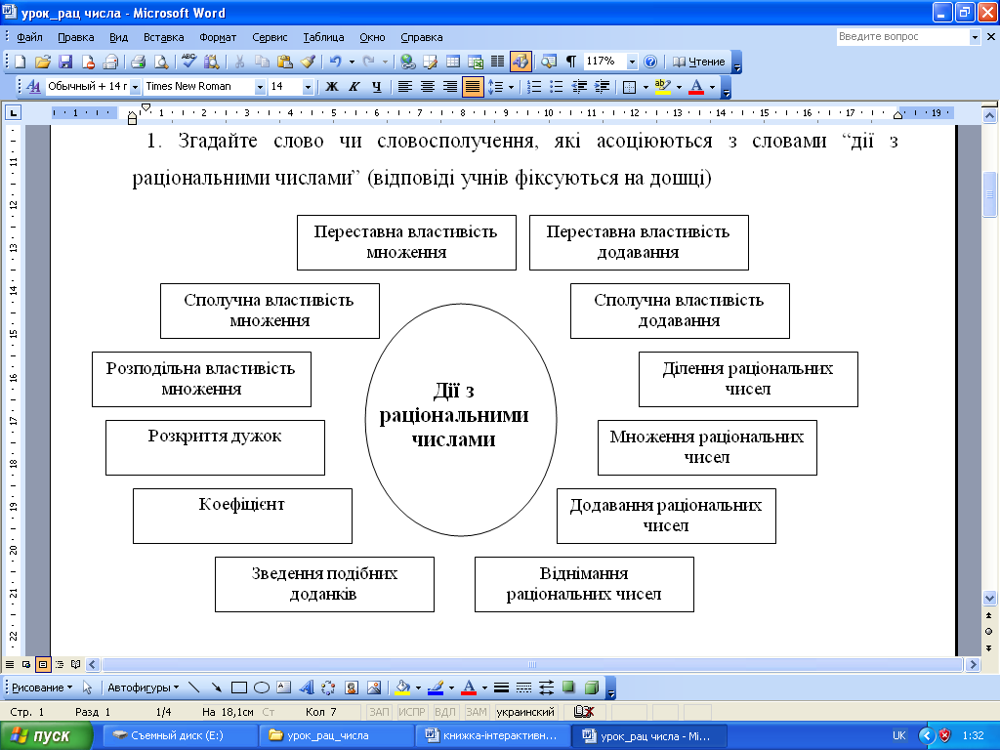 урок_рац числа - Microsoft Word
Файл Правка Вид Вставка Формат Сервис Таблица Окно Справка
Введите вопрос
117%
Чтение
Обычный + 14 г
Times New Roman
14
Ж К Ч
1. Згадайте слово чи словосполучення, які асоціюються з словами “дії з
раціональними числами” (відповіді учнів фіксуються на дошці)
Переставна властивість
множення
Переставна властивість
додавання
Сполучна властивість
множення
Сполучна властивість
додавання
Розподільна властивість
множення
Ділення раціональних
чисел
Дії з
раціональними
числами
Розкриття дужок
Множення раціональних
чисел
Коефіцієнт
Додавання раціональних
чисел
Зведення подібних
доданків
Віднімання
раціональних чисел
Рисование
Автофигуры
Стр. 1 Разд 1 1/4 На 18,1см Ст Кол 7 ЗАП ИСПР ВДЛ ЗАМ украинский
пуск
Съемный диск (E:)
урок_рац_числа
книжка-інтерактивн...
урок_рац числа - Mi...
UK
1:32